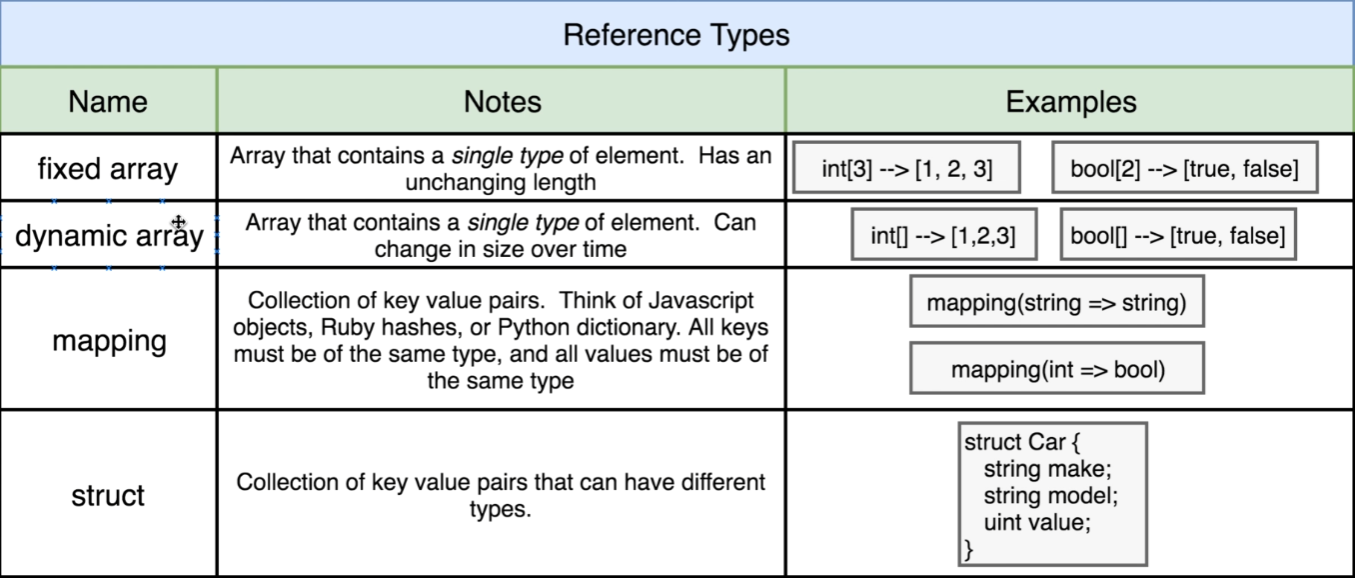 Reference Types
Name
Notes
Examples
fixed array
Array that contains a single type of element.  Has an
unchanging length
int[3] --> [1, 2, 3]
bool[2] --> [true, false]
dynamic array
Array that contains a single type of element.  Can
change in size over time
int[] --> [1,2,3]
bool[] --> [true, false]
mapping
Collection of key value pairs.  Think of Javascript
objects, Ruby hashes, or Python dictionary. All keys
must be of the same type, and all values must be of
the same type
mapping(string => string)
mapping(int => bool)
struct
Collection of key value pairs that can have different
types.
struct Car {
string make;
string model;
uint value;
}